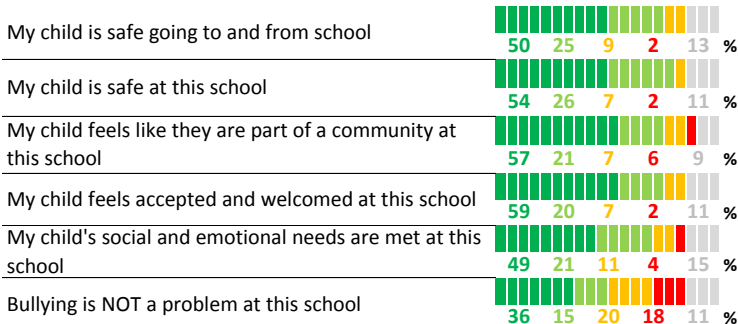 My child is safe going to and from school
50 25 9 2 13 %
My child is safe at this school
54 26 7 2 11 %
My child feels like they are part of a community at
this school
57 21 7 6 9 %
My child feels accepted and welcomed at this school
59 20 7 2 11 %
My child's social and emotional needs are met at this
school
49 21 11 4 15 %
Bullying is NOT a problem at this school
36 15 20 18 11 %